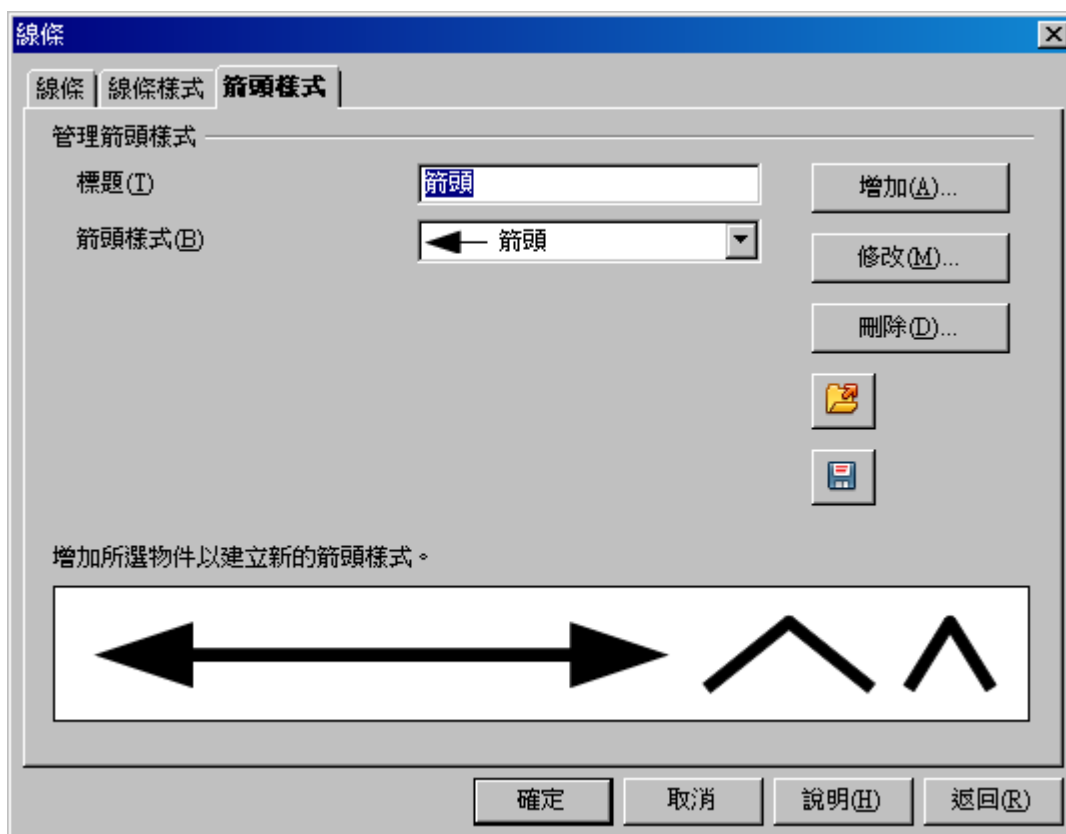 線條
線條 線條樣式 箭頭樣式
管理箭頭樣式
標題(T) 箭頭 增加(A)...
箭頭樣式(B) 箭頭 修改(M)...
刪除(D)...
增加所選物件以建立新的箭頭樣式。
確定 取消 說明(H) 返回(R)